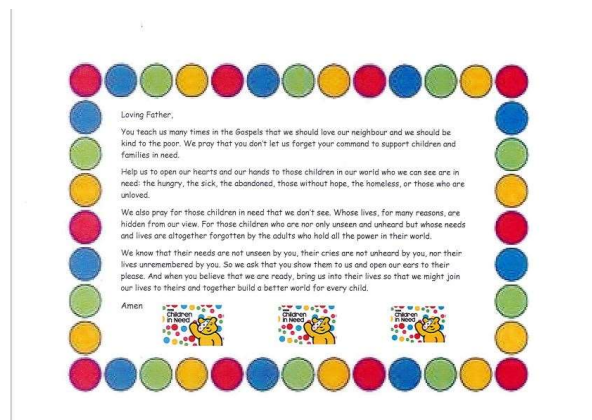 Loving Father,
You teach us many times in the Gospels that we should love our neighbour and we should be
kind to the poor. We pray that you don't let us forget your command to support children and
families in need.
Help us to open our hearts and our hands to those children in our world who we can see are in
need: the hungry, the sick, the abandoned, those without hope, the homeless, or those who are
unloved.
We also pray for those children in need that we don't see. Whose lives, for many reasons, are
hidden from our view. For those children who are nor only unseen and unheard but whose needs
and lives are altogether forgotten by the adults who hold all the power in their world.
We know that their needs are not unseen by you, their cries are not unheard by you, nor their
lives unremembered by you. So we ask that you show them to us and open our ears to their
please. And when you believe that we are ready, bring us into their lives so that we might join
our lives to theirs and together build a better world for every child.
Amen
Children
in Need
Children
in Need
Children
in Need